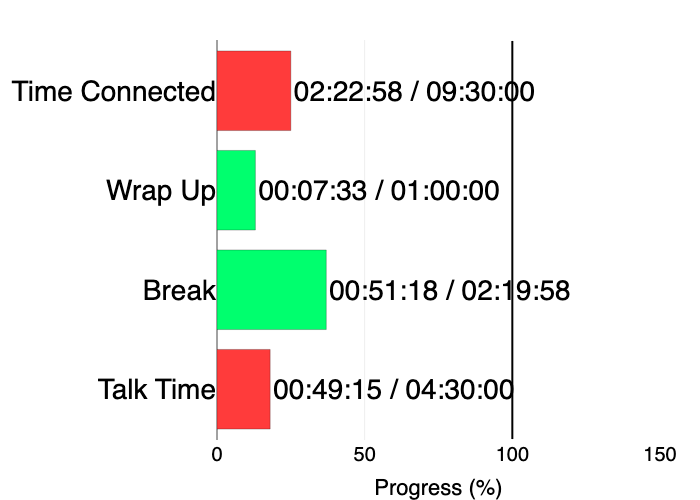 Time Connected 02:22:58 / 09:30:00
Wrap Up 00:07:33 / 01:00:00
Break 00:51:18 / 02:19:58
Talk Time 00:49:15 / 04:30:00
0 50 100 150
Progress (%)